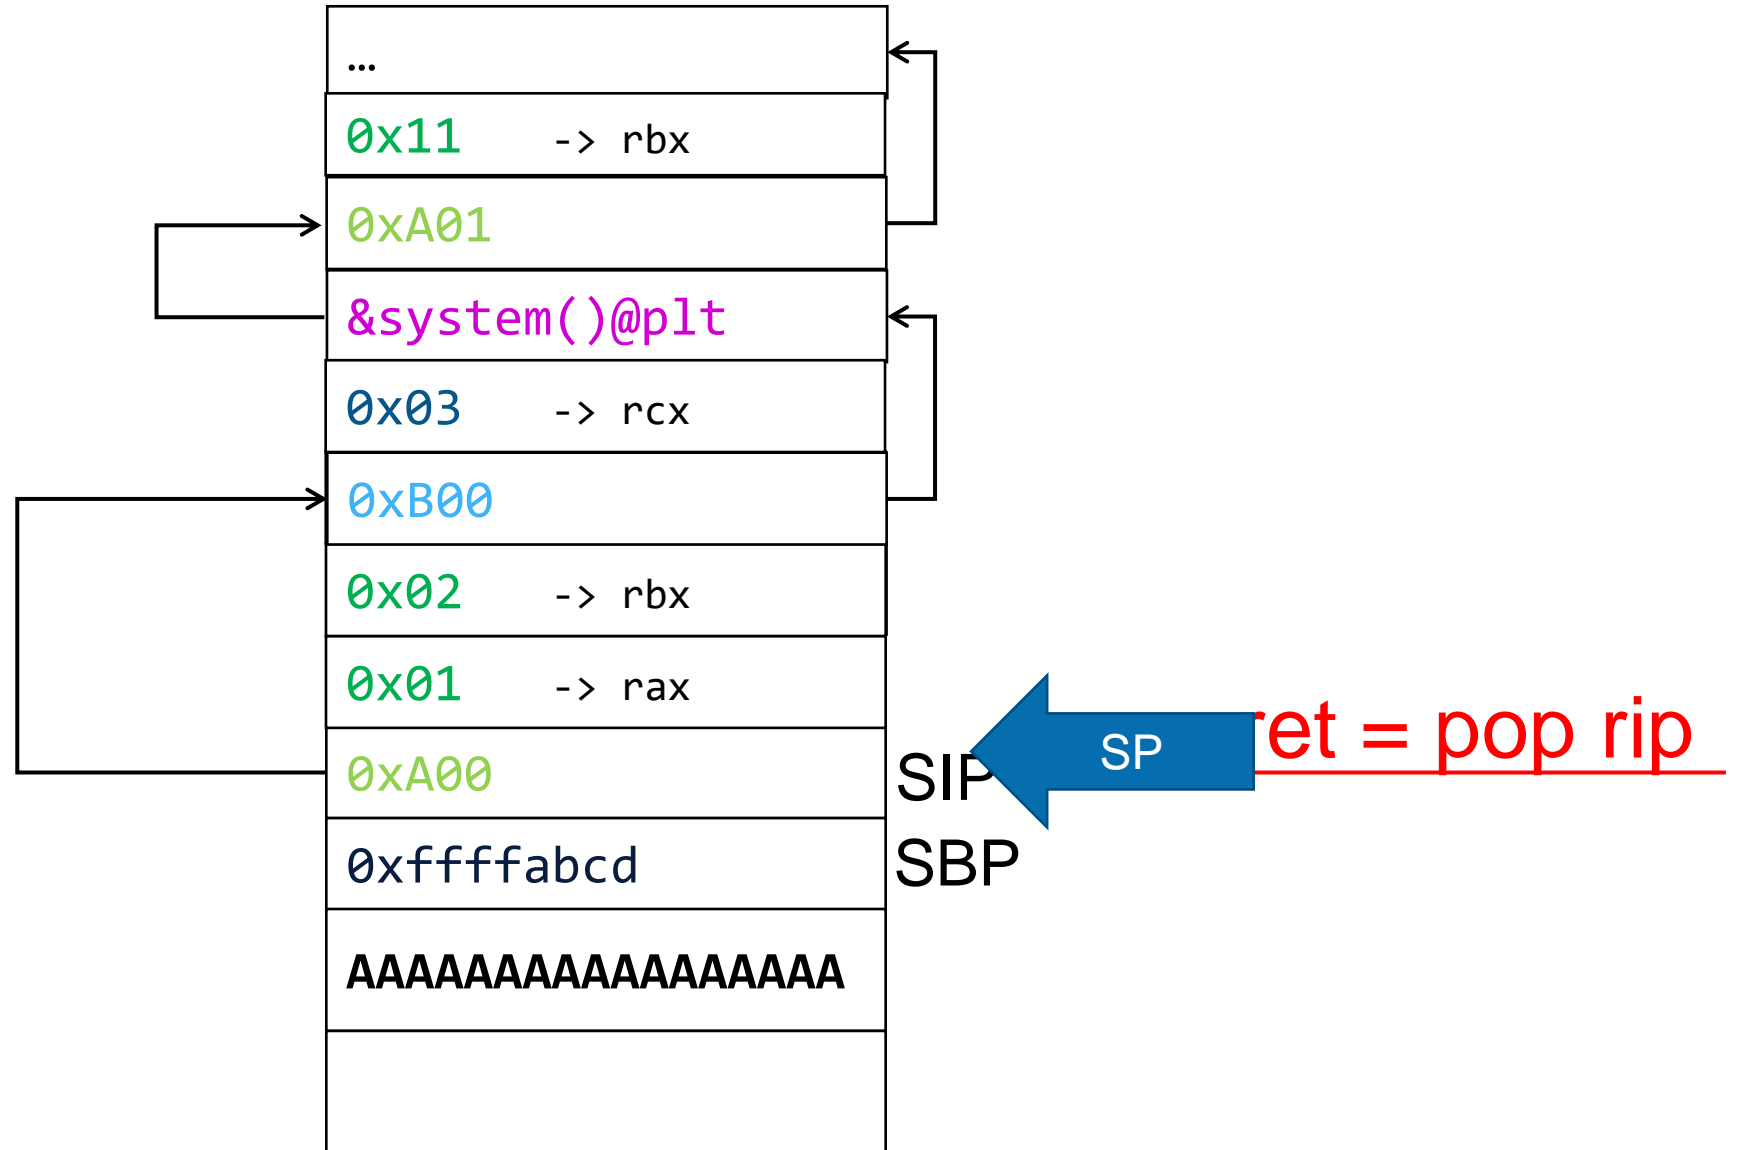 …
0x11 -> rbx
0xA01
&system()@plt
0x03 -> rcx
0xB00
0x02 -> rbx
0x01 -> rax
0xA00
SIP
SP
ret = pop rip
0xffffabcd
SBP
AAAAAAAAAAAAAAAAA